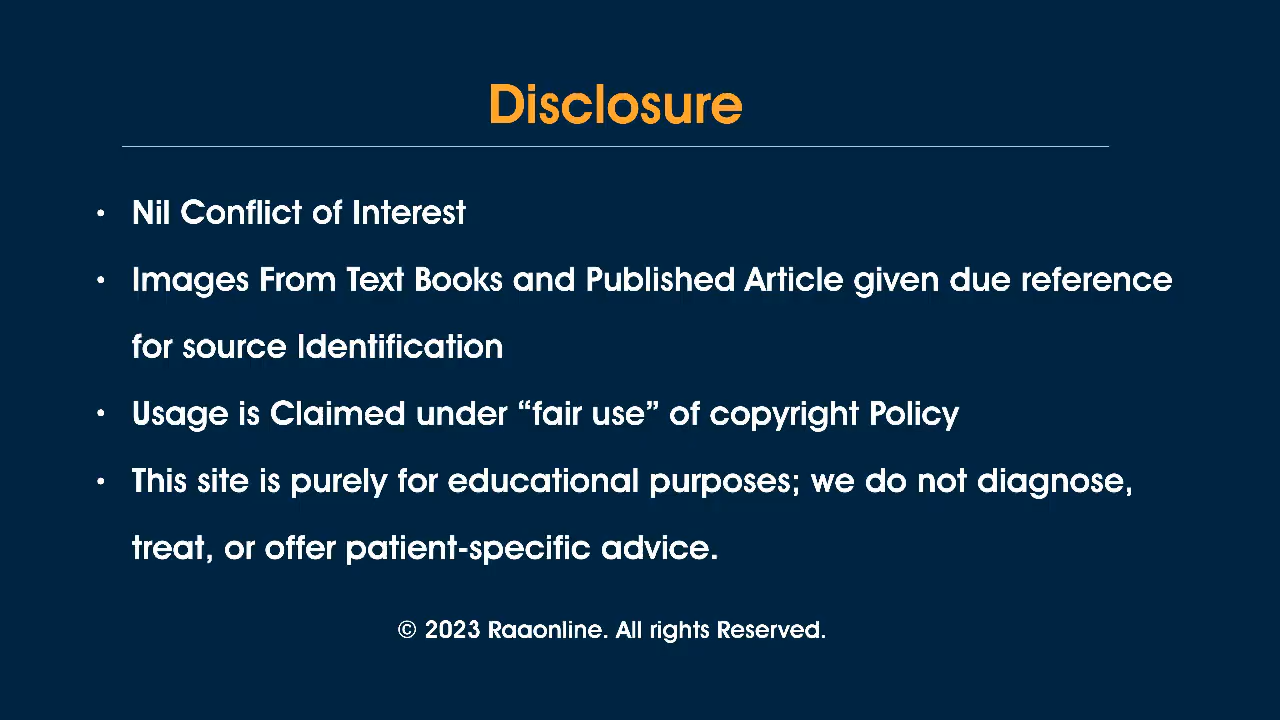 Disclosure
• Nil Conflict of Interest
• Images From Text Books and Published Article given due reference
for source Identification
• Usage is Claimed under “fair use” of copyright Policy
• This site is purely for educational purposes; we do not diagnose,
treat, or offer patient-specific advice.
© 2023 Raaonline. All rights Reserved.